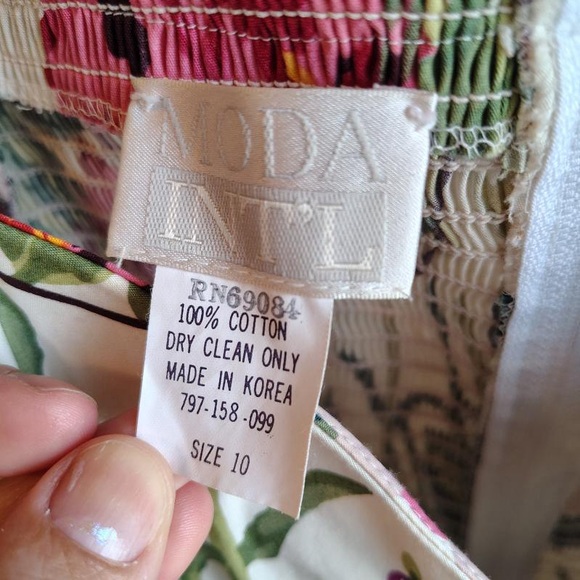 MODA
INT'L
RN69084
100% COTTON
DRY CLEAN ONLY
MADE IN KOREA
797-158-099
SIZE 10